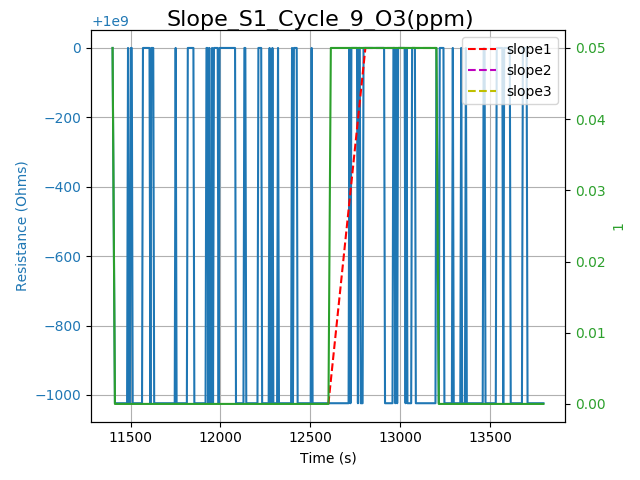 Slope_S1_Cycle_9_O3(ppm)
+1e9
slope1
slope2
slope3
0
−200
−400
−600
−800
−1000
Resistance (Ohms)
0.05
0.04
0.03
0.02
0.01
0.00
1
11500
12000
12500
13000
13500
Time (s)